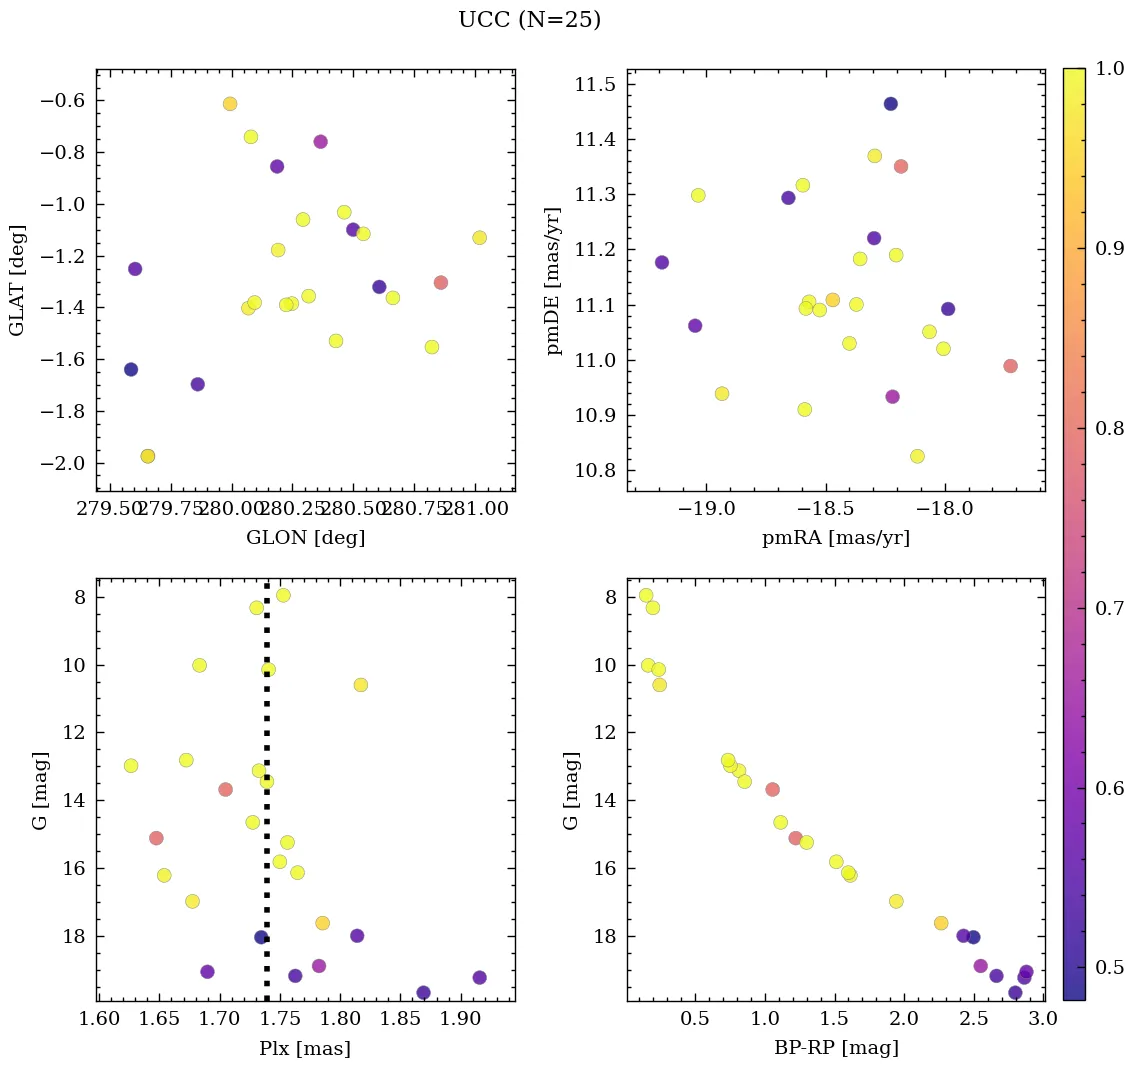 UCC (N=25)
−0.6
−0.8
−1.0
−1.2
−1.4
−1.6
−1.8
−2.0
GLAT [deg]
279.50 279.75 280.00 280.25 280.50 280.75 281.00
GLON [deg]
11.5
11.4
11.3
11.2
11.1
11.0
10.9
10.8
pmDE [mas/yr]
−19.0 −18.5 −18.0
pmRA [mas/yr]
1.0
0.9
0.8
0.7
0.6
0.5
8
10
12
14
16
18
G [mag]
1.60 1.65 1.70 1.75 1.80 1.85 1.90
Plx [mas]
8
10
12
14
16
18
G [mag]
0.5 1.0 1.5 2.0 2.5 3.0
BP-RP [mag]